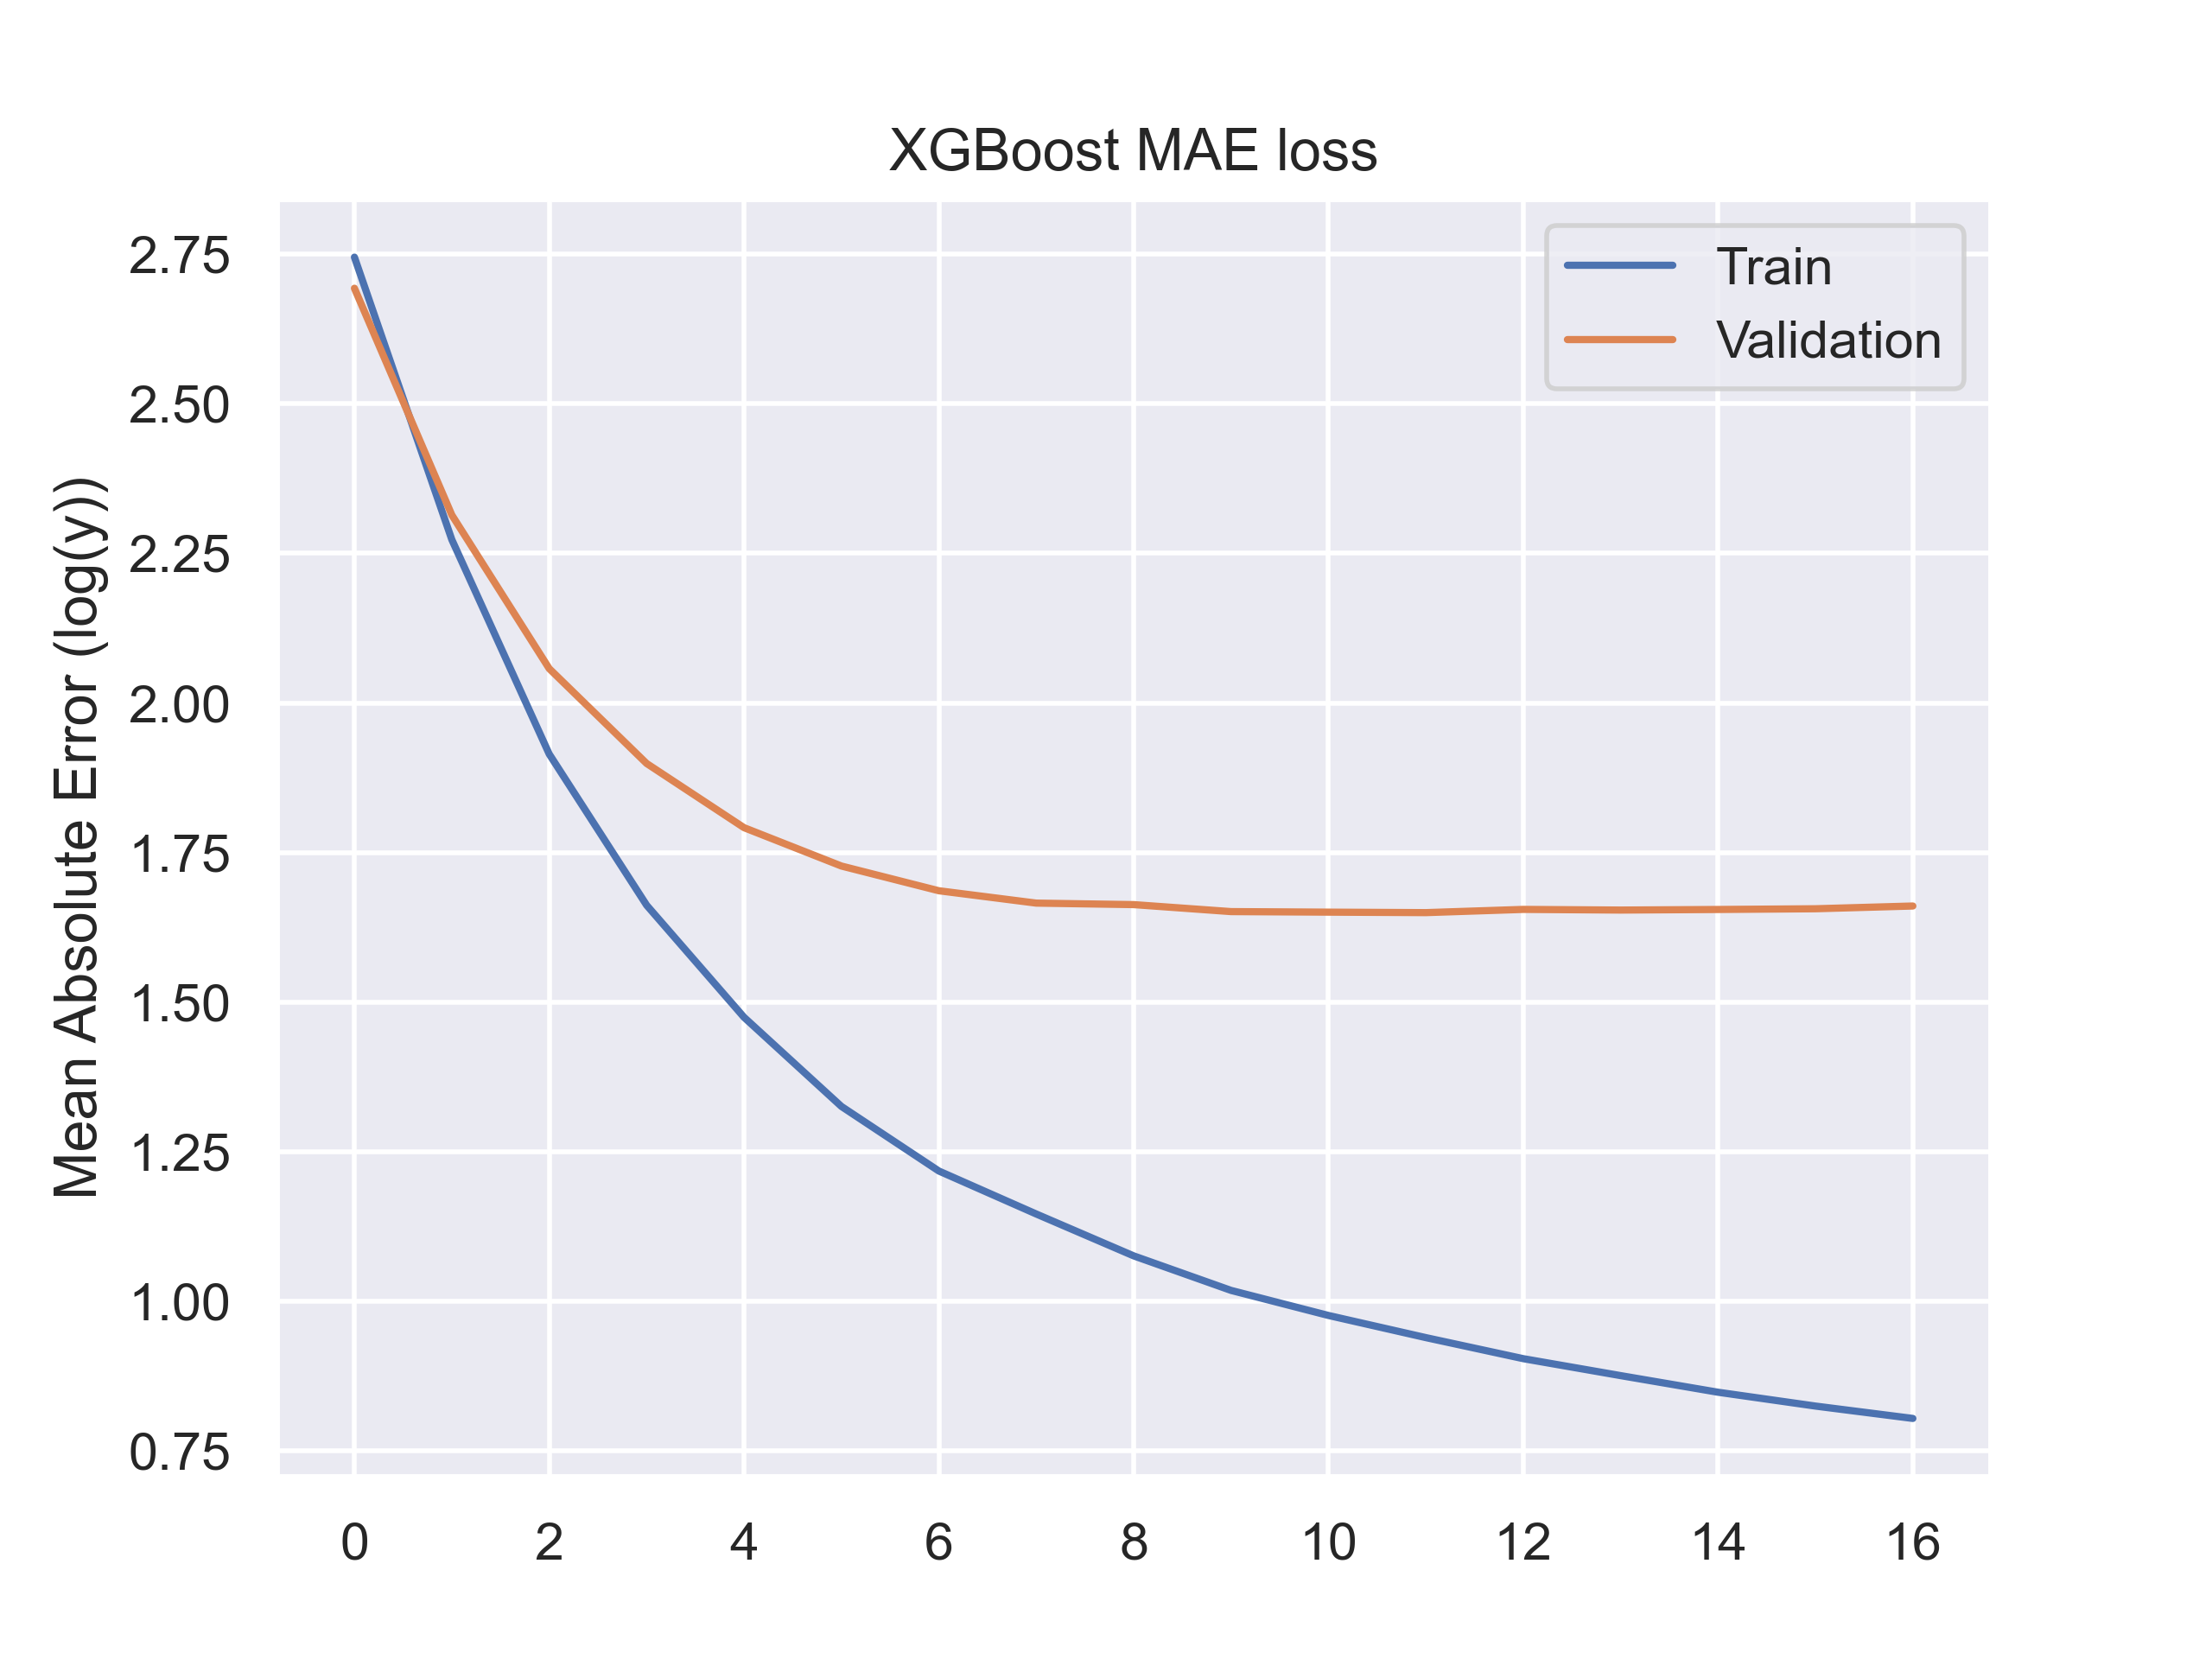 XGBoost MAE loss
Train
Validation
Mean Absolute Error (log(y))
2.75
2.50
2.25
2.00
1.75
1.50
1.25
1.00
0.75
0 2 4 6 8 10 12 14 16